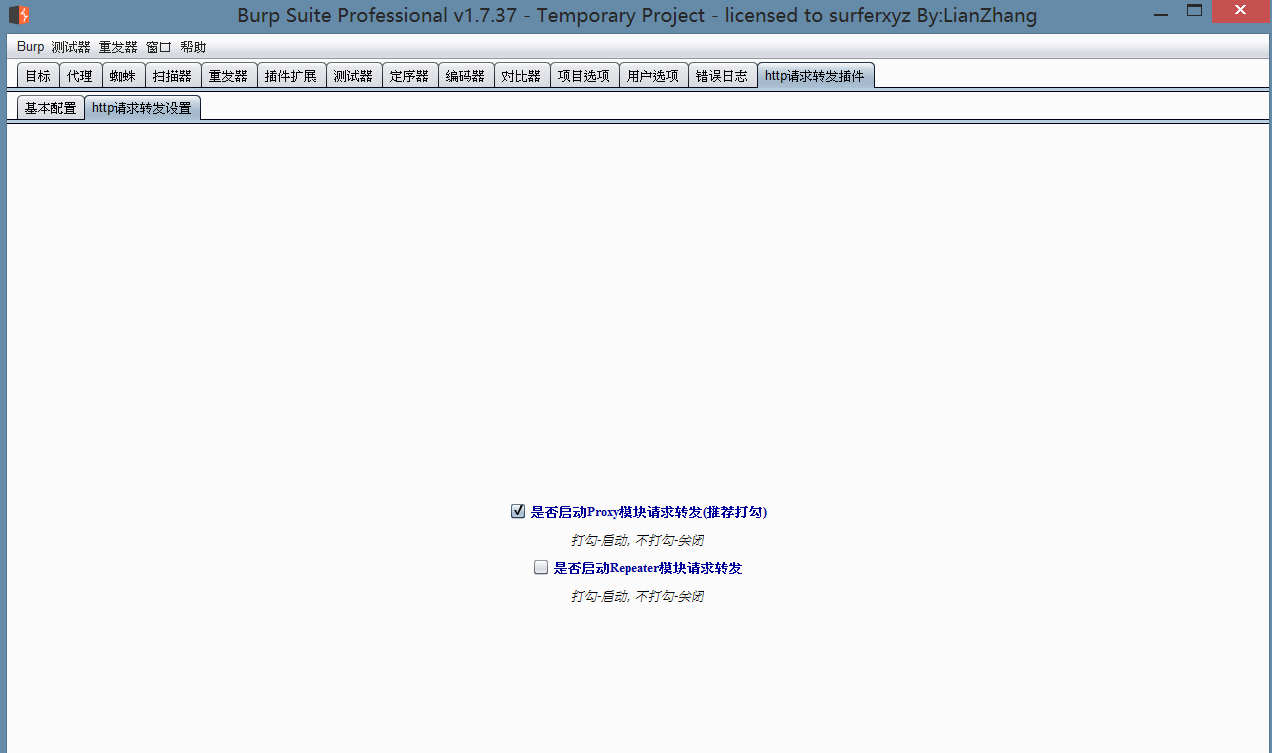 Burp Suite Professional v1.7.37 - Temporary Project - licensed to surferxyz By:LianZhang
Burp 测试器 重发器 窗口 帮助
目标 代理 蜘蛛 扫描器 重发器 插件扩展 测试器 定序器 编码器 对比器 项目选项 用户选项 错误日志 http请求转发插件
基本配置 http请求转发设置
是否启动Proxy模块请求转发(推荐打勾)
打勾-启动, 不打勾-关闭
是否启动Repeater模块请求转发
打勾-启动, 不打勾-关闭